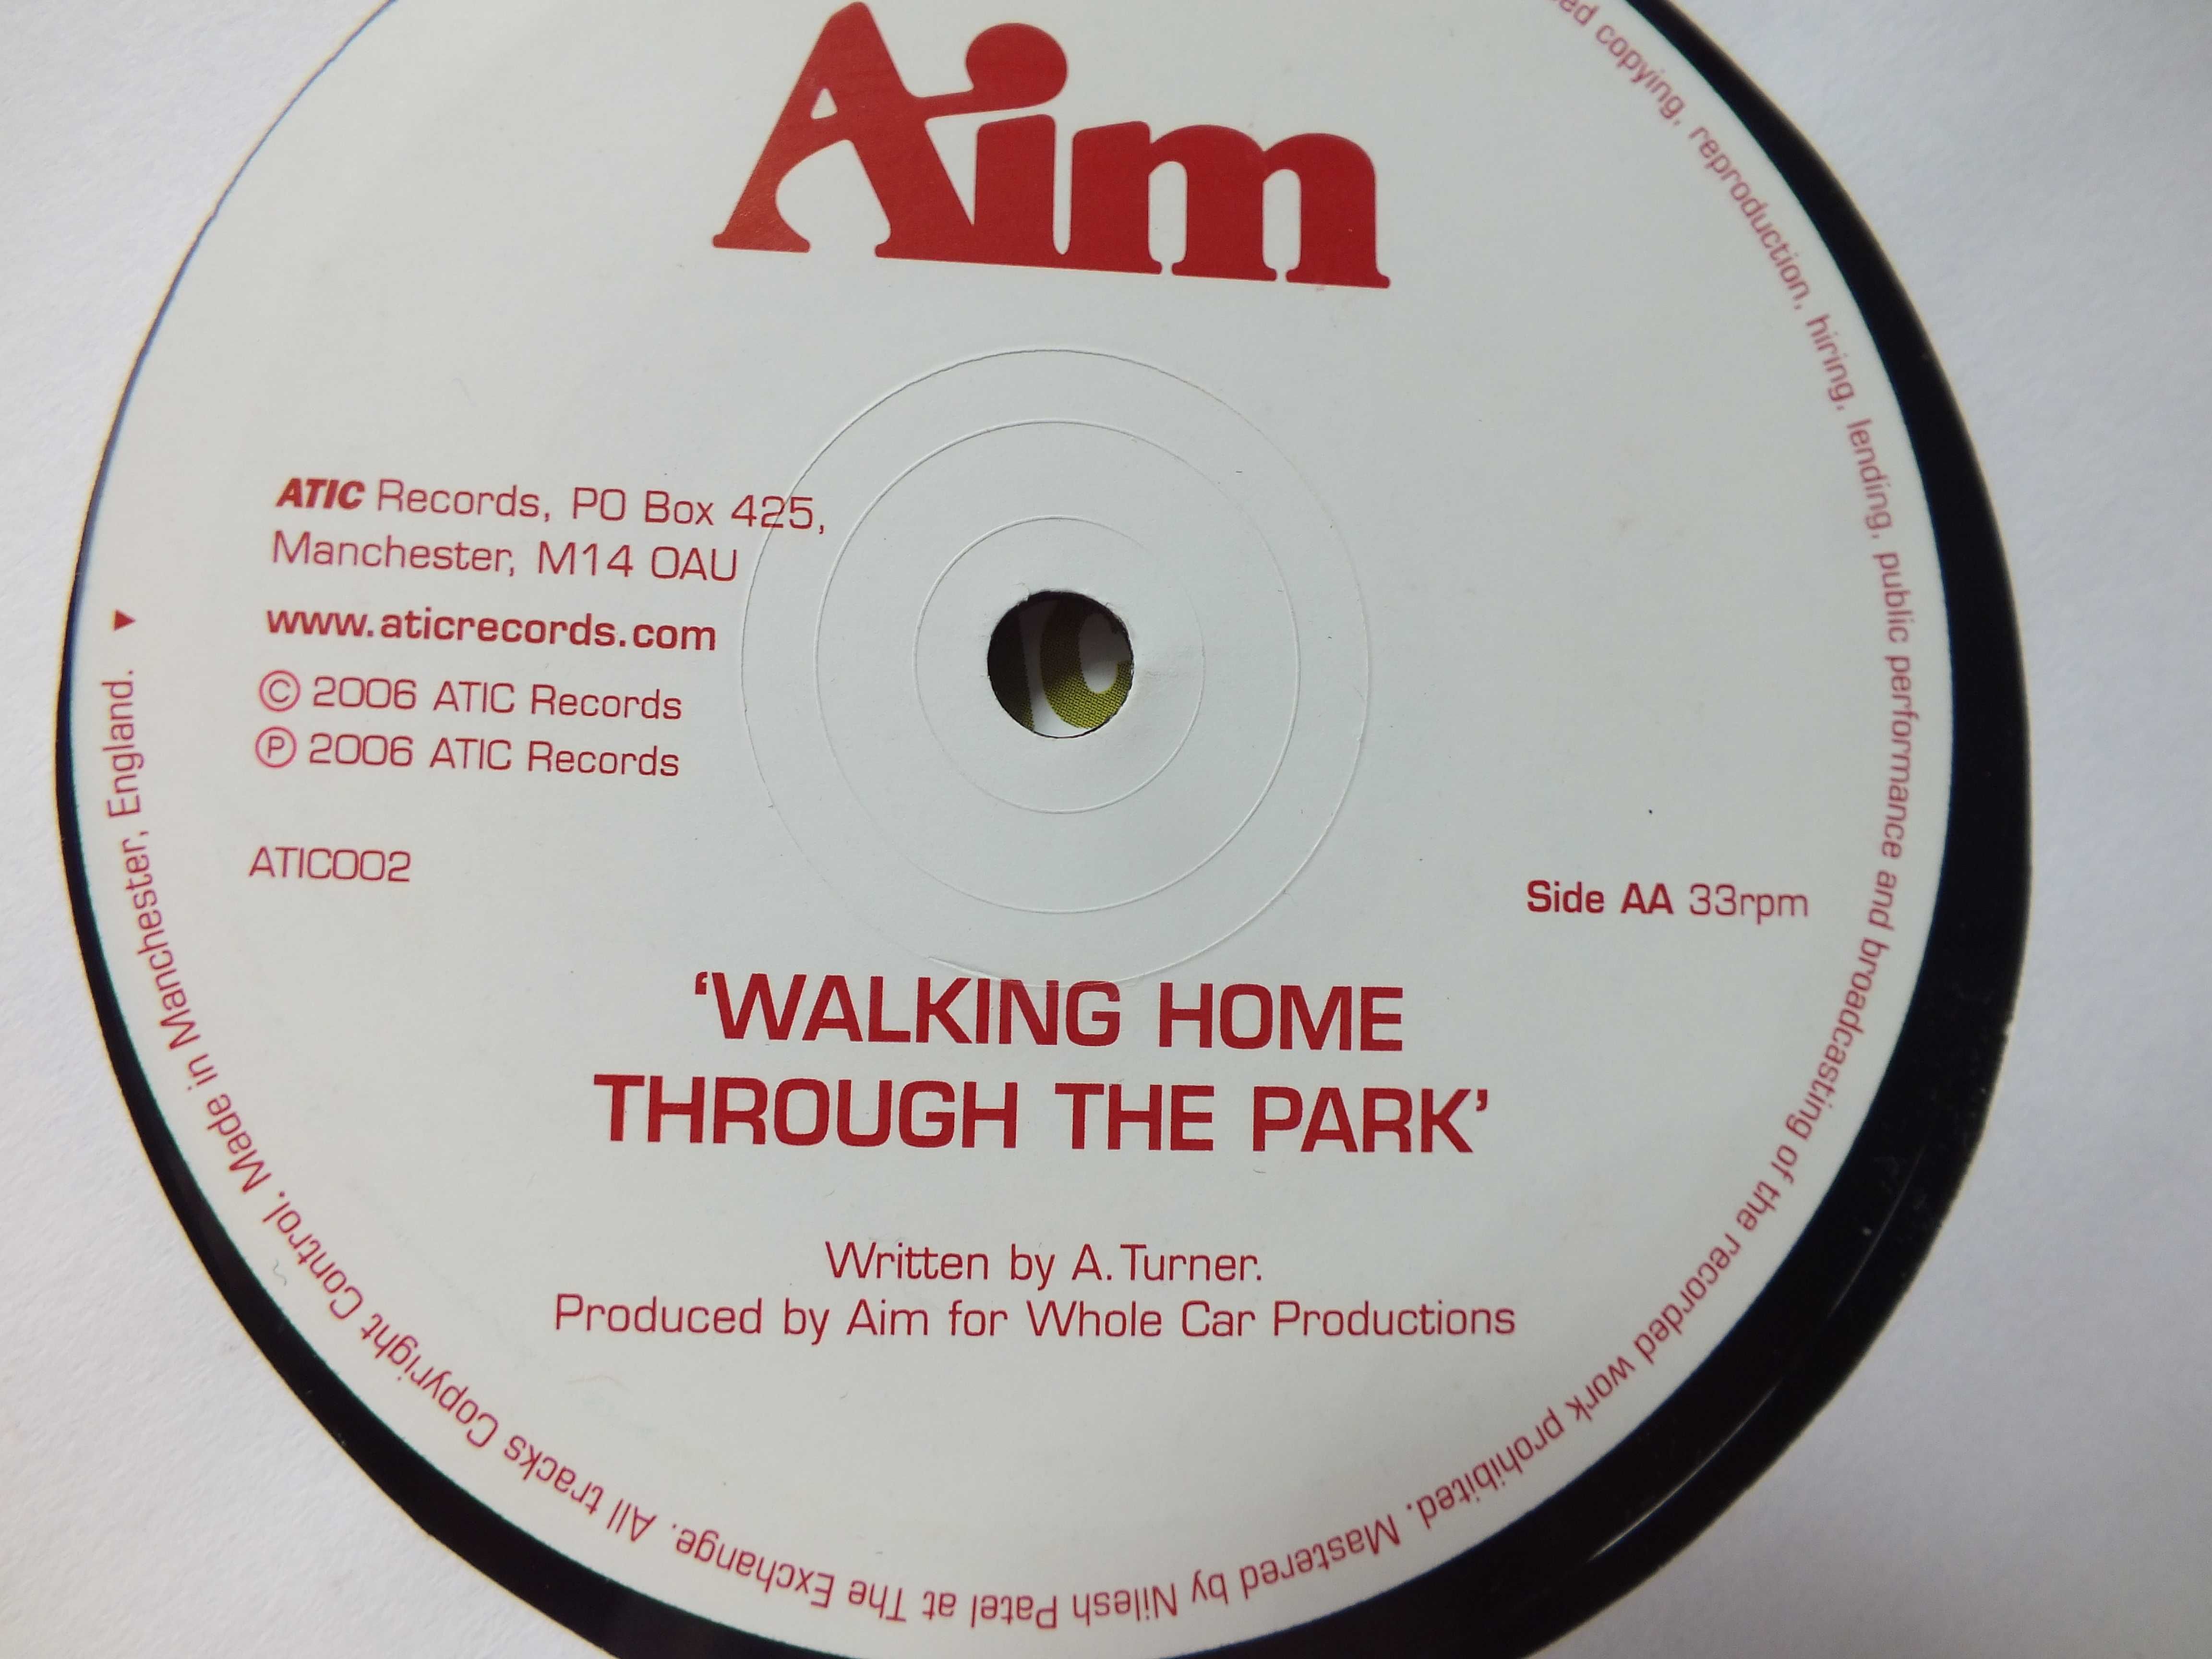 Aim
ATIC Records, PO Box 425,
Manchester, M14 OAU
www.aticrecords.com
© 2006 ATIC Records
℗ 2006 ATIC Records
ATIC002
Side AA 33rpm
‘WALKING HOME
THROUGH THE PARK’
Written by A. Turner.
Produced by Aim for Whole Car Productions
copying, reproduction, hiring, lending, public performance and broadcasting of the recorded work prohibited. Mastered by Nilesh Patel at The Exchange. All tracks Copyright Control. Made in Manchester, England.